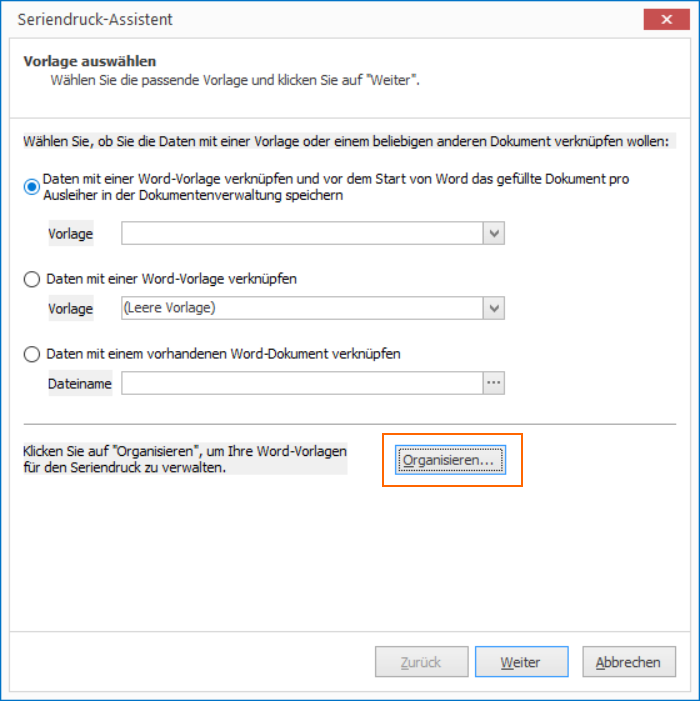 Seriendruck-Assistent
Vorlage auswählen
Wählen Sie die passende Vorlage und klicken Sie auf "Weiter".
Wählen Sie, ob Sie die Daten mit einer Vorlage oder einem beliebigen anderen Dokument verknüpfen wollen:
Daten mit einer Word-Vorlage verknüpfen und vor dem Start von Word das gefüllte Dokument pro
Ausleiher in der Dokumentenverwaltung speichern
Vorlage
Daten mit einer Word-Vorlage verknüpfen
Vorlage (Leere Vorlage)
Daten mit einem vorhandenen Word-Dokument verknüpfen
Dateiname ...
Klicken Sie auf "Organisieren", um Ihre Word-Vorlagen
für den Seriendruck zu verwalten.
Organisieren...
Zurück Weiter Abbrechen